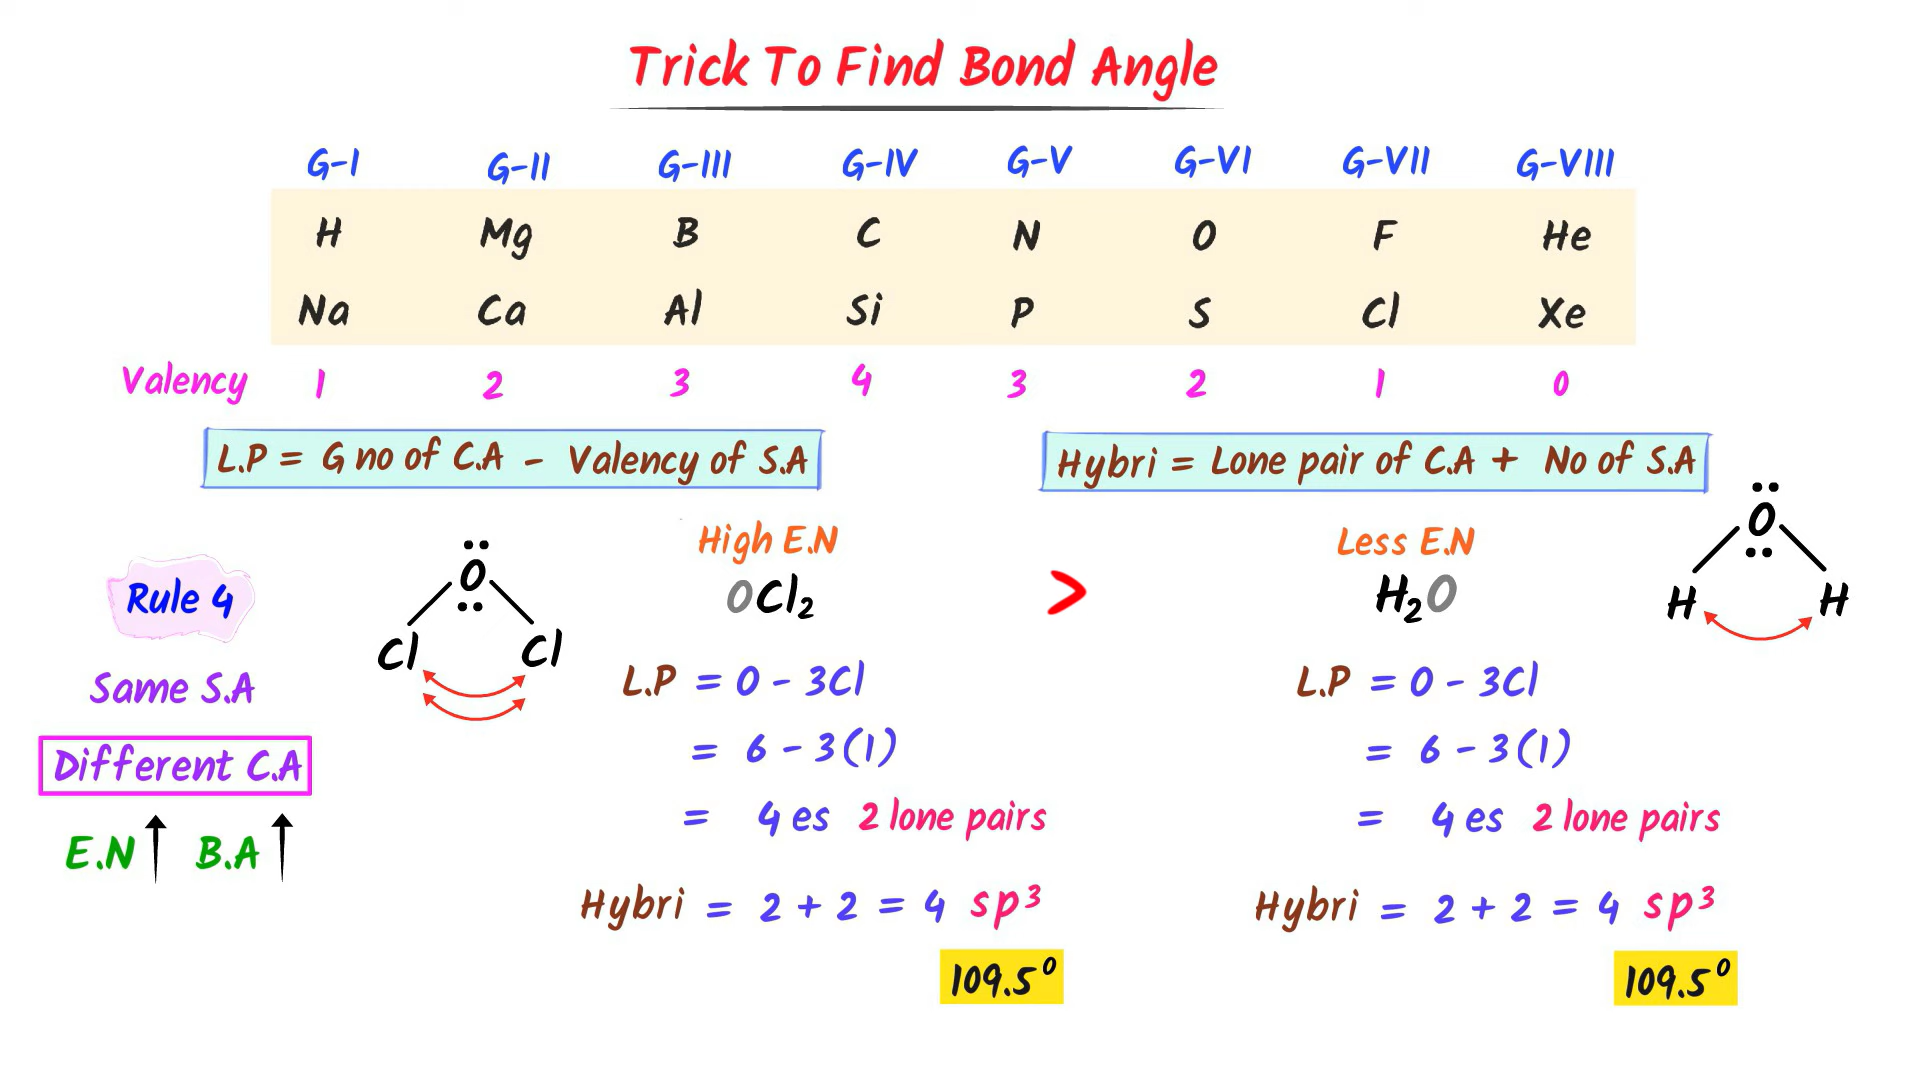 Trick To Find Bond Angle
G-I G-II G-III G-IV G-V G-VI G-VII G-VIII
H Mg B C N O F He
Na Ca Al Si P S Cl Xe
Valency 1 2 3 4 3 2 1 0
L.P = G no of C.A - Valency of S.A
Hybri = Lone pair of C.A + No of S.A
Rule 4
Same S.A
Different C.A
E.N ↑ B.A ↑
O
Cl Cl
High E.N
OCl₂
L.P = O - 3Cl
= 6 - 3(1)
= 4 es 2 lone pairs
Hybri = 2 + 2 = 4 sp³
109.5⁰
>
Less E.N
H₂O
L.P = O - 3Cl
= 6 - 3(1)
= 4 es 2 lone pairs
Hybri = 2 + 2 = 4 sp³
109.5⁰
O
H H